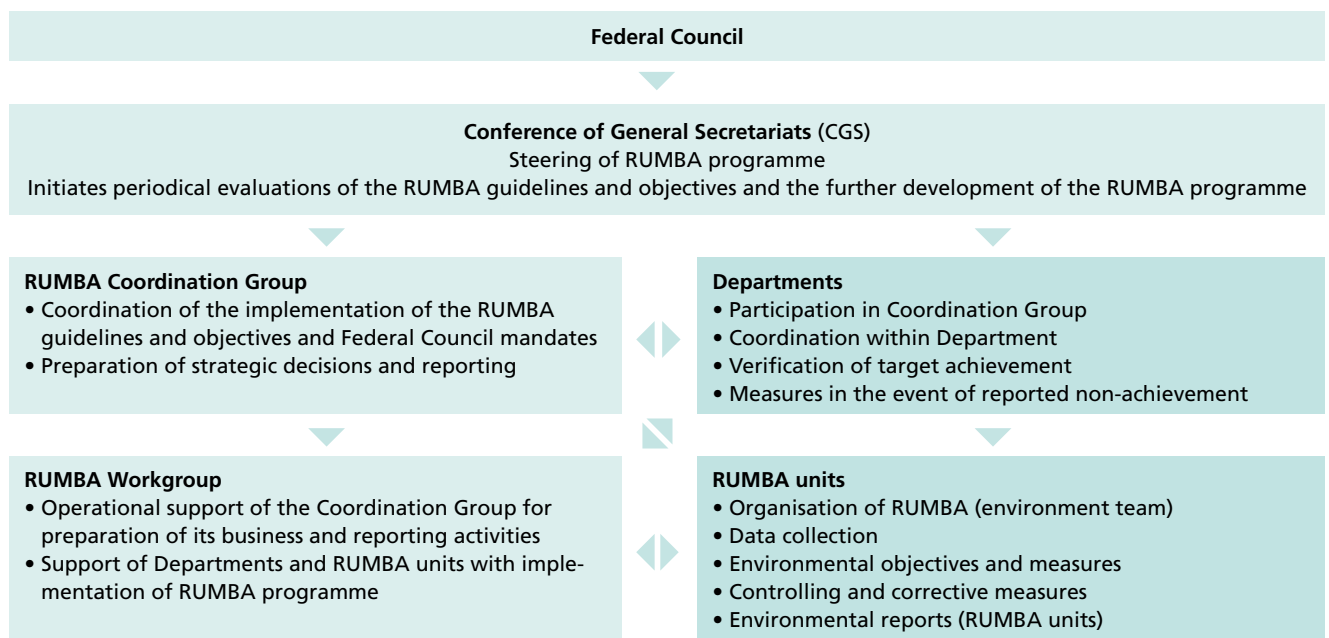 Federal Council
Conference of General Secretariats (CGS)
Steering of RUMBA programme
Initiates periodical evaluations of the RUMBA guidelines and objectives and the further development of the RUMBA programme
RUMBA Coordination Group
• Coordination of the implementation of the RUMBA
guidelines and objectives and Federal Council mandates
• Preparation of strategic decisions and reporting
Departments
• Participation in Coordination Group
• Coordination within Department
• Verification of target achievement
• Measures in the event of reported non-achievement
RUMBA Workgroup
• Operational support of the Coordination Group for
preparation of its business and reporting activities
• Support of Departments and RUMBA units with imple-
mentation of RUMBA programme
RUMBA units
• Organisation of RUMBA (environment team)
• Data collection
• Environmental objectives and measures
• Controlling and corrective measures
• Environmental reports (RUMBA units)